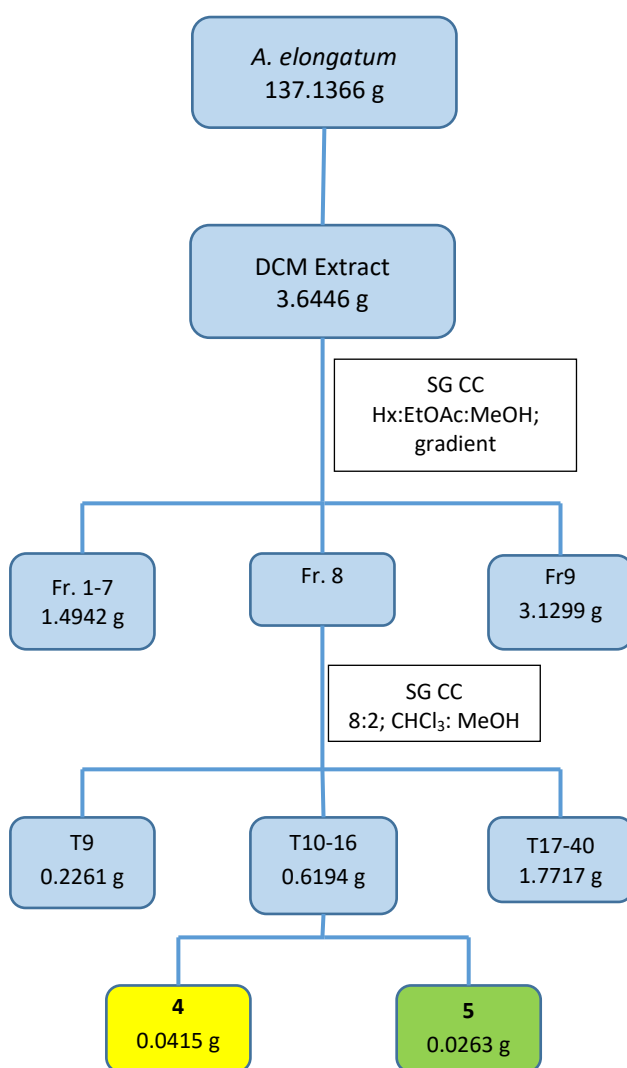 A. elongatum
137.1366 g
DCM Extract
3.6446 g
SG CC
Hx:EtOAc:MeOH;
gradient
Fr. 1-7
1.4942 g
Fr. 8
Fr9
3.1299 g
SG CC
8:2; CHCl₃: MeOH
T9
0.2261 g
T10-16
0.6194 g
T17-40
1.7717 g
4
0.0415 g
5
0.0263 g